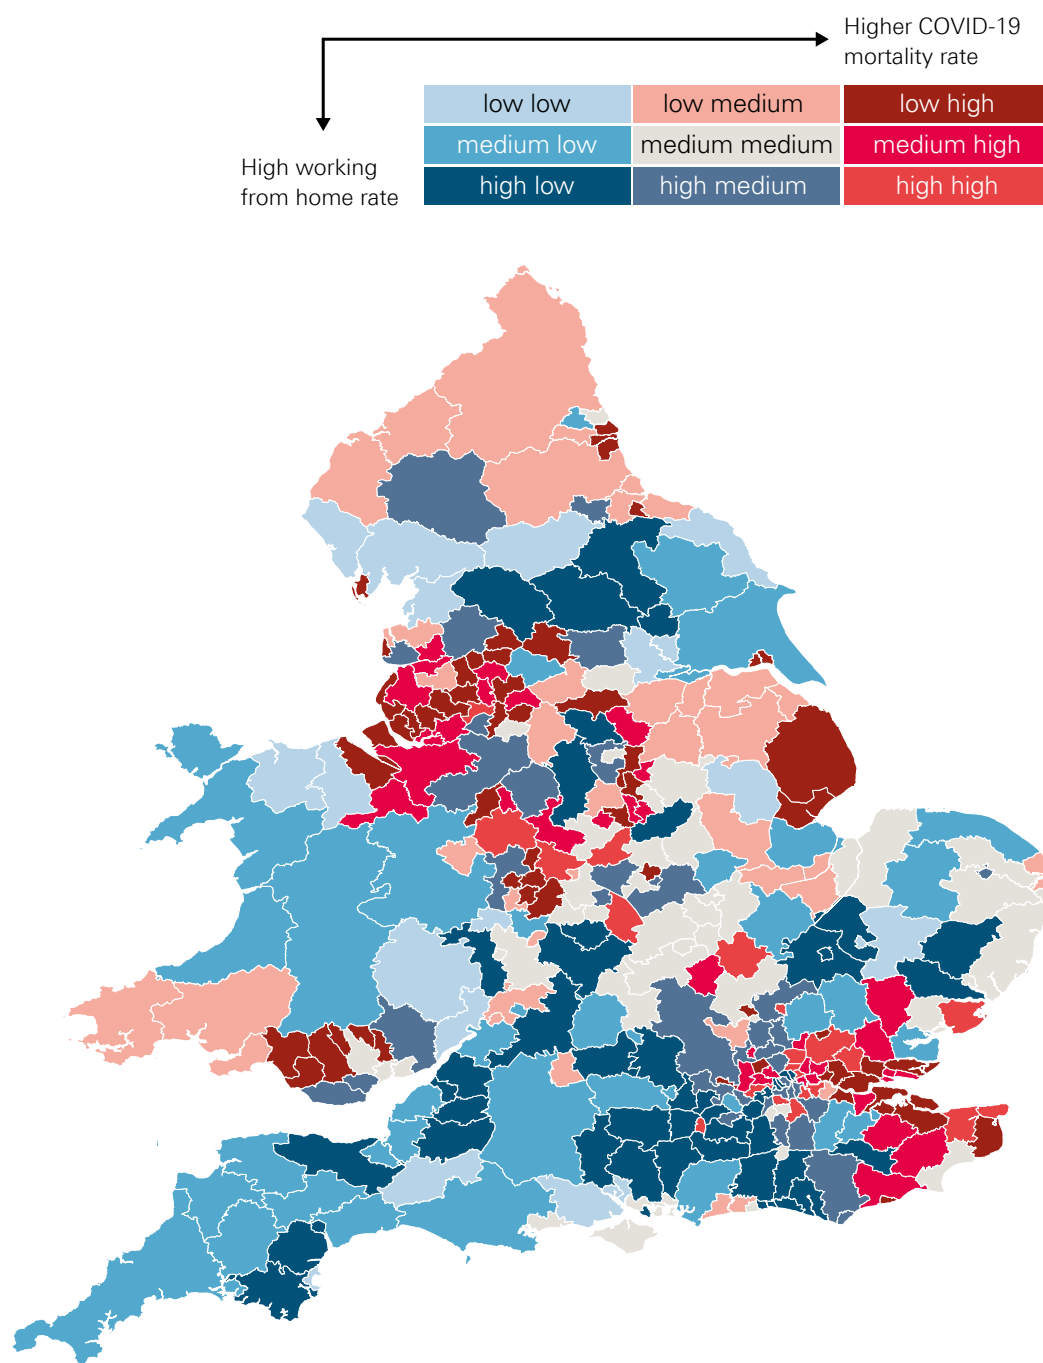 Higher COVID-19
mortality rate
low low
low medium
low high
medium low
medium medium
medium high
High working
from home rate
high low
high medium
high high